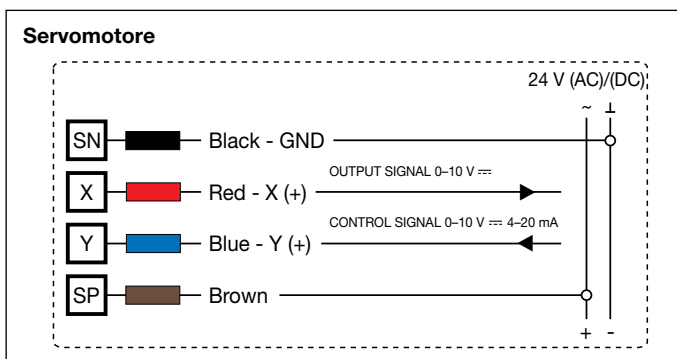 Servomotore
24 V (AC)/(DC)
~ ⊥
SN Black - GND
OUTPUT SIGNAL 0–10 V ⎓
X Red - X (+)
CONTROL SIGNAL 0–10 V ⎓ 4–20 mA
Y Blue - Y (+)
SP Brown
+ -